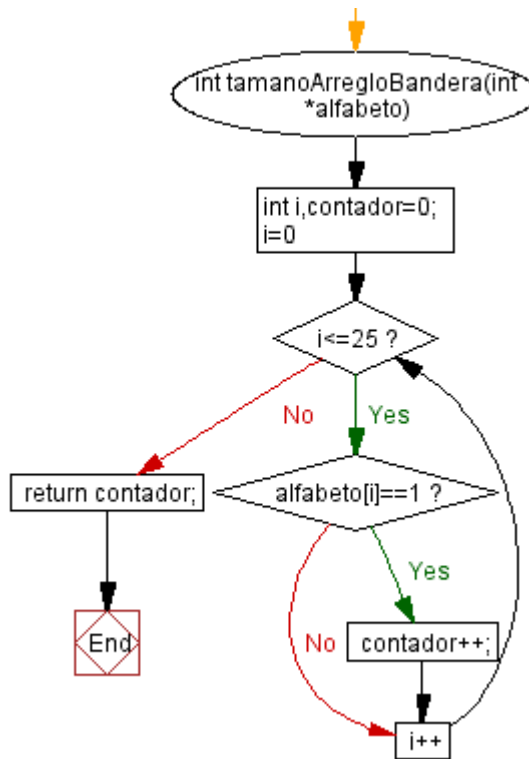 int tamanoArregloBandera(int
*alfabeto)
int i,contador=0;
i=0
i<=25 ?
No
Yes
return contador;
alfabeto[i]==1 ?
Yes
End
No
contador++;
i++